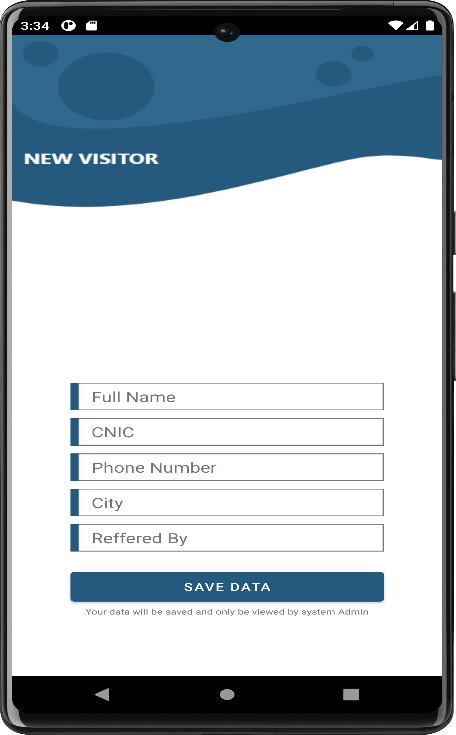 3:34
NEW VISITOR
Full Name
CNIC
Phone Number
City
Reffered By
SAVE DATA
Your data will be saved and only be viewed by system Admin